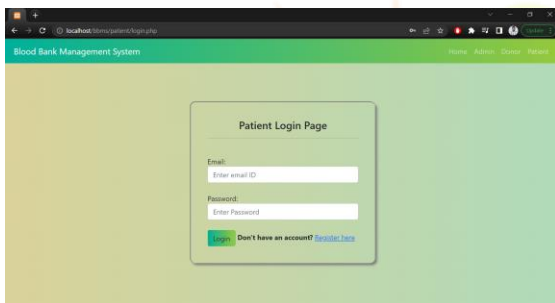 localhost/bbms/patient/login.php
Update
Blood Bank Management System
Home Admin Donor Patient
Patient Login Page
Email:
Enter email ID
Password:
Enter Password
Login Don't have an account? Register here